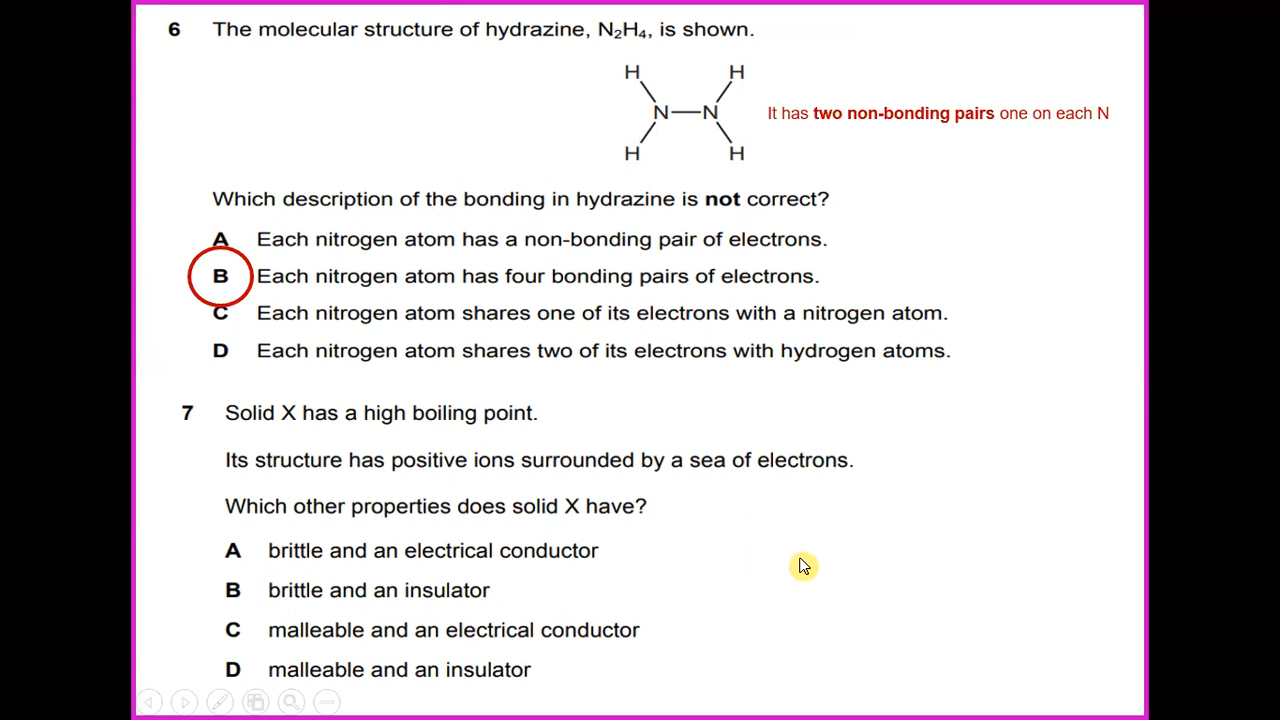 6 The molecular structure of hydrazine, N₂H₄, is shown.
H H
N N It has two non-bonding pairs one on each N
H H
Which description of the bonding in hydrazine is not correct?
A Each nitrogen atom has a non-bonding pair of electrons.
B Each nitrogen atom has four bonding pairs of electrons.
C Each nitrogen atom shares one of its electrons with a nitrogen atom.
D Each nitrogen atom shares two of its electrons with hydrogen atoms.
7 Solid X has a high boiling point.
Its structure has positive ions surrounded by a sea of electrons.
Which other properties does solid X have?
A brittle and an electrical conductor
B brittle and an insulator
C malleable and an electrical conductor
D malleable and an insulator